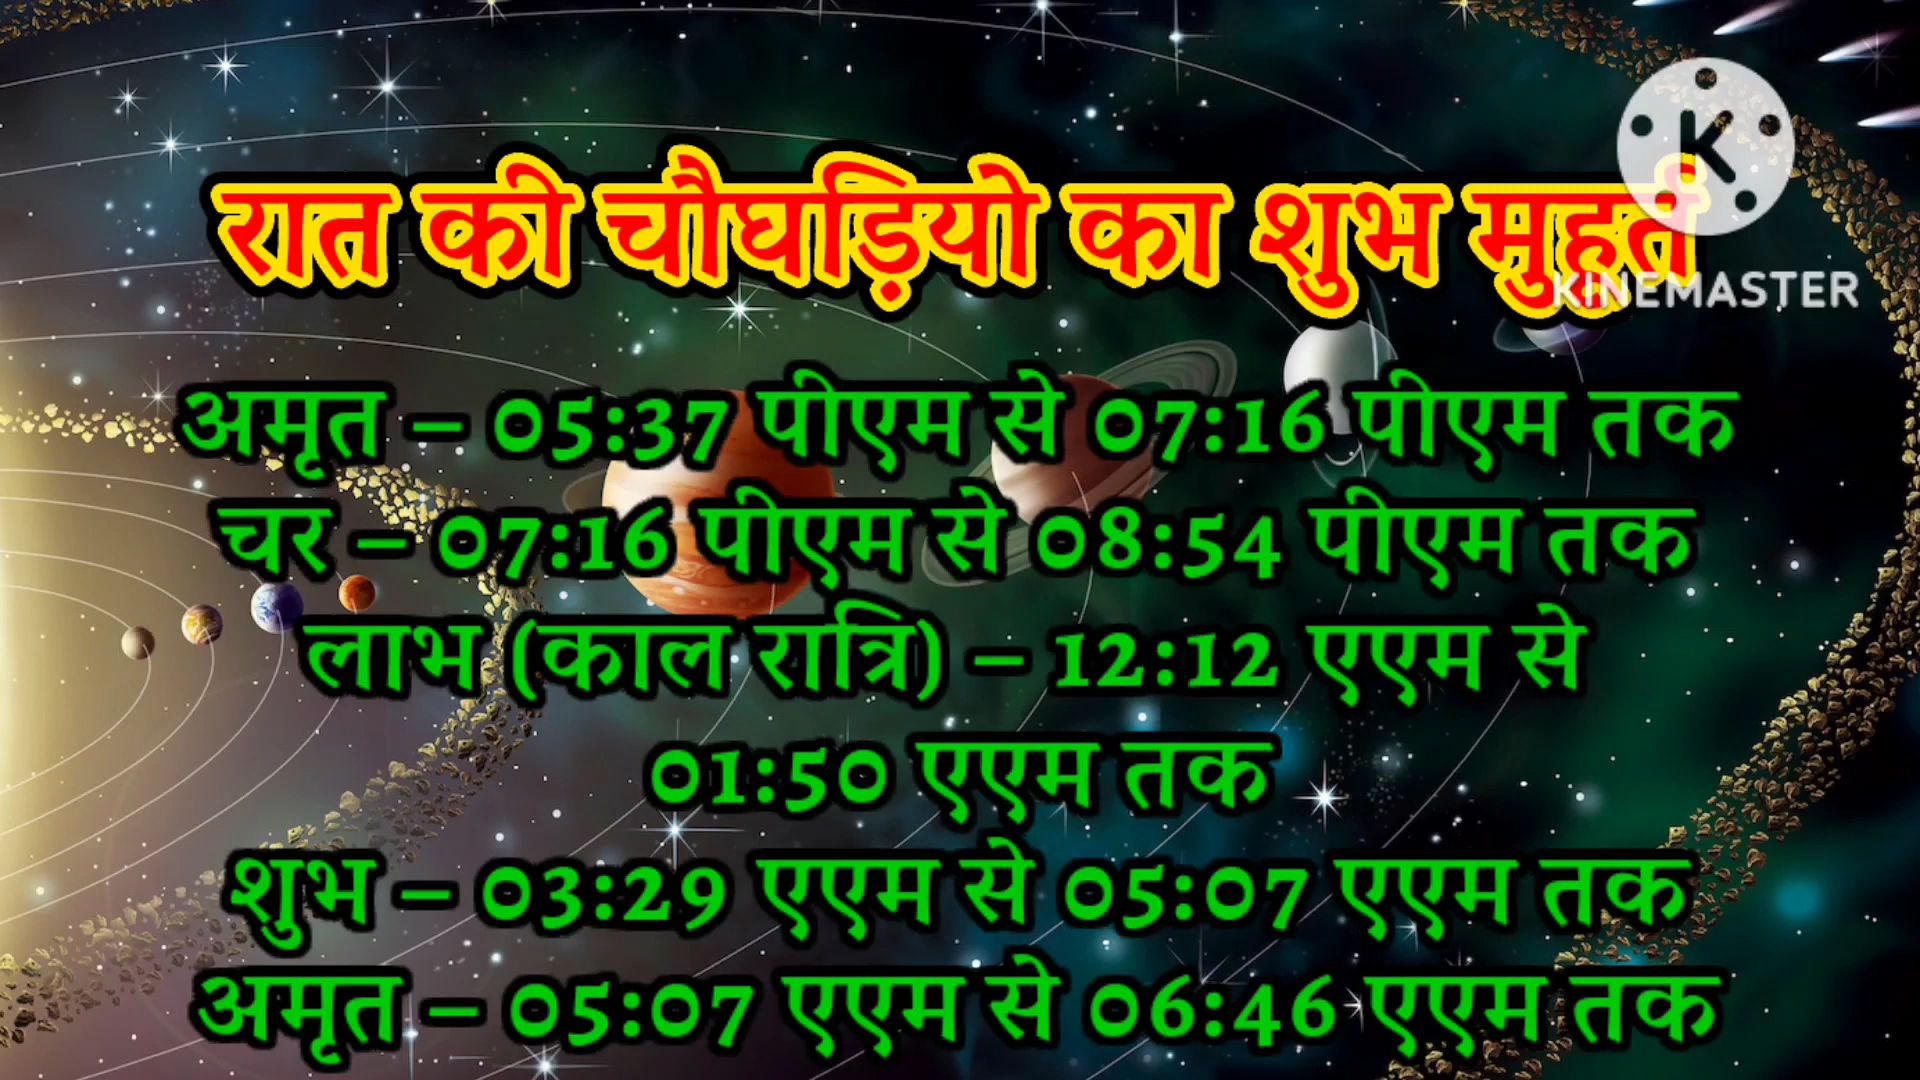 रात की चौघड़ियो का शुभ मुहूर्त
KINEMASTER
अमृत – 05:37 पीएम से 07:16 पीएम तक
चर – 07:16 पीएम से 08:54 पीएम तक
लाभ (काल रात्रि) – 12:12 एएम से
01:50 एएम तक
शुभ – 03:29 एएम से 05:07 एएम तक
अमृत – 05:07 एएम से 06:46 एएम तक